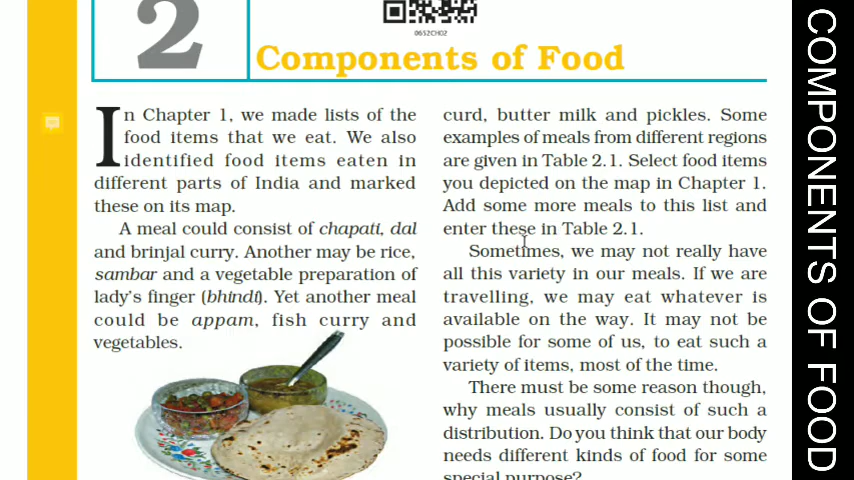 2
0652CH02
Components of Food
In Chapter 1, we made lists of the
food items that we eat. We also
identified food items eaten in
different parts of India and marked
these on its map.
A meal could consist of chapati, dal
and brinjal curry. Another may be rice,
sambar and a vegetable preparation of
lady's finger (bhindi). Yet another meal
could be appam, fish curry and
vegetables.
curd, butter milk and pickles. Some
examples of meals from different regions
are given in Table 2.1. Select food items
you depicted on the map in Chapter 1.
Add some more meals to this list and
enter these in Table 2.1.
Sometimes, we may not really have
all this variety in our meals. If we are
travelling, we may eat whatever is
available on the way. It may not be
possible for some of us, to eat such a
variety of items, most of the time.
There must be some reason though,
why meals usually consist of such a
distribution. Do you think that our body
needs different kinds of food for some
special purpose?
COMPONENTS OF FOOD